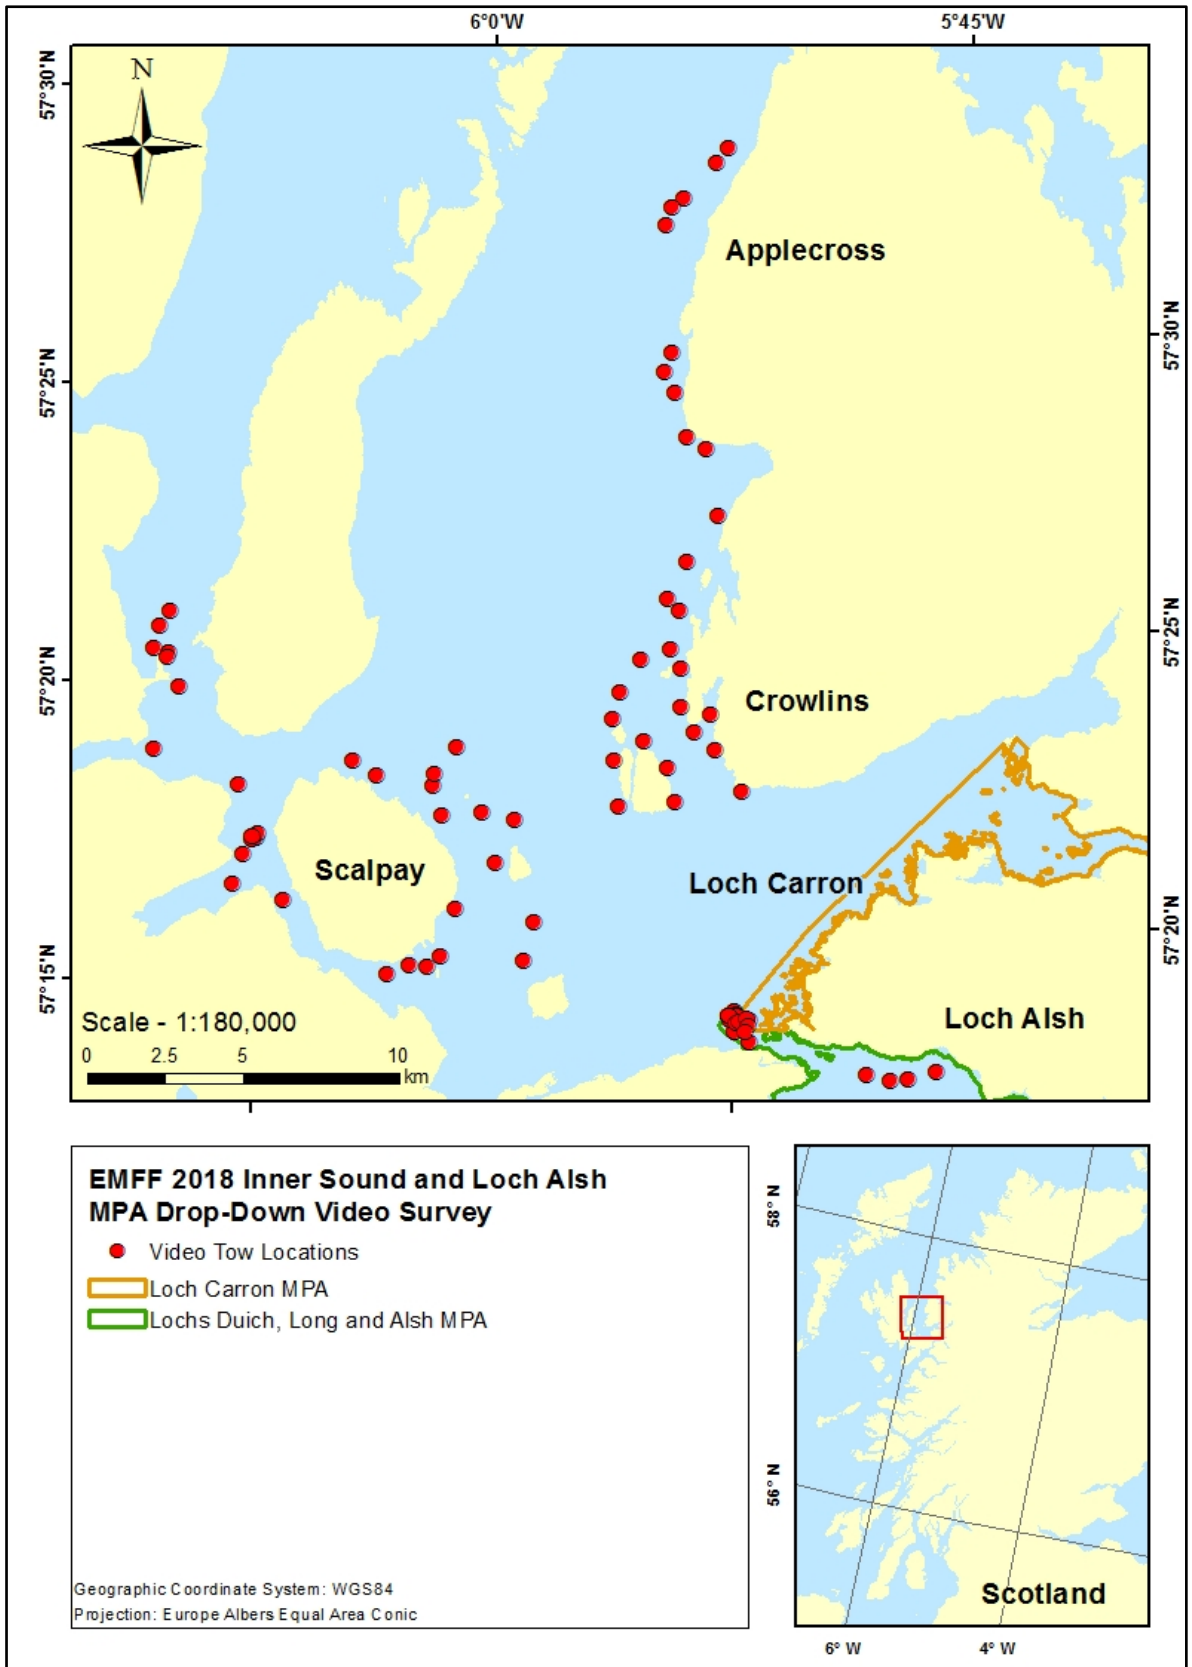 6°0'W
5°45'W
57°30'N
N
Applecross
57°30'N
57°25'N
57°25'N
57°20'N
Crowlins
Scalpay
Loch Carron
57°20'N
57°15'N
Loch Alsh
Scale - 1:180,000
0 2.5 5 10
km
EMFF 2018 Inner Sound and Loch Alsh
MPA Drop-Down Video Survey
Video Tow Locations
Loch Carron MPA
Lochs Duich, Long and Alsh MPA
Geographic Coordinate System: WGS84
Projection: Europe Albers Equal Area Conic
58° N
56° N
Scotland
6° W
4° W